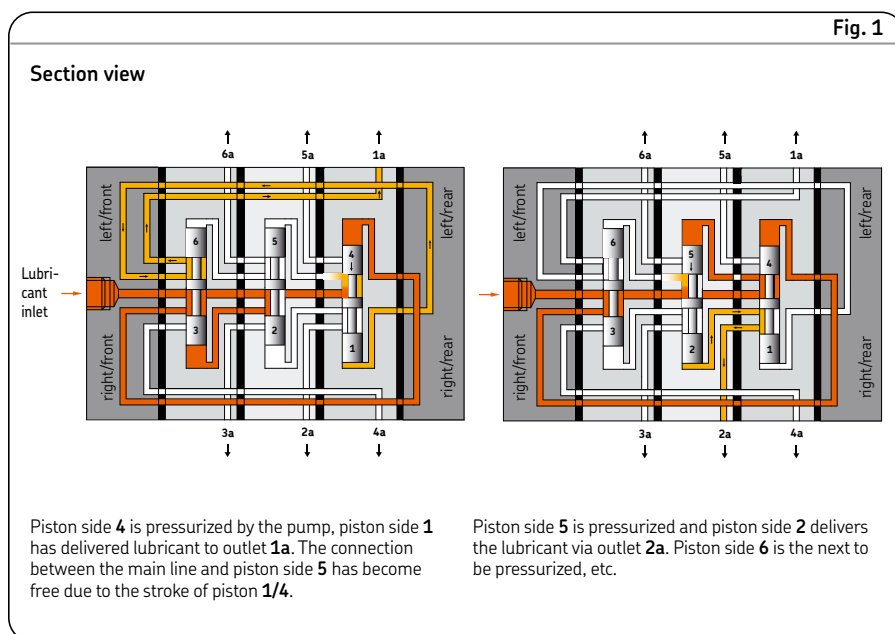 Fig. 1
Section view
6a 5a 1a
left/front
left/rear
6 5 4
Lubri-
cant
inlet
3 2 1
right/front
right/rear
3a 2a 4a
6a 5a 1a
left/front
left/rear
6 5 4
3 2 1
right/front
right/rear
3a 2a 4a
Piston side 4 is pressurized by the pump, piston side 1
has delivered lubricant to outlet 1a. The connection
between the main line and piston side 5 has become
free due to the stroke of piston 1/4.
Piston side 5 is pressurized and piston side 2 delivers
the lubricant via outlet 2a. Piston side 6 is the next to
be pressurized, etc.